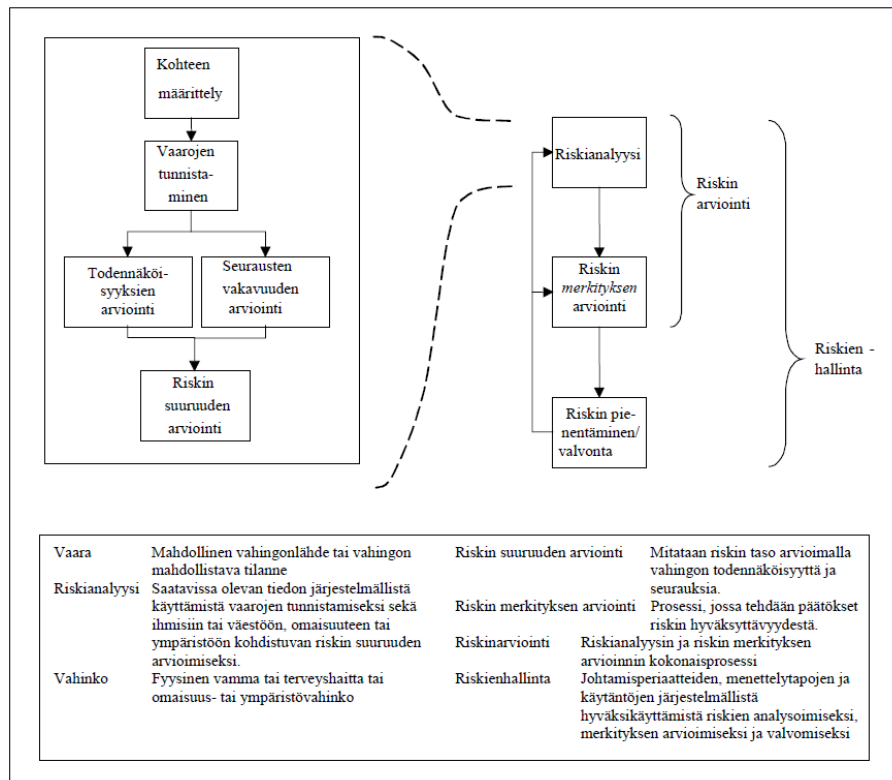 Kohteen
määrittely
Vaarojen
tunnista-
minen
Todennäköi-
syyksien
arviointi
Seurausten
vakavuuden
arviointi
Riskin
suuruuden
arviointi
Riskianalyysi
Riskin
merkityksen
arviointi
Riskin pie-
nentäminen/
valvonta
Riskin
arviointi
Riskien -
hallinta
Vaara Mahdollinen vahingonlähde tai vahingon
mahdollistava tilanne
Riskianalyysi Saatavissa olevan tiedon järjestelmällistä
käyttämistä vaarojen tunnistamiseksi sekä
ihmisiin tai väestöön, omaisuuteen tai
ympäristöön kohdistuvan riskin suuruuden
arvioimiseksi.
Vahinko Fyysinen vamma tai terveyshaitta tai
omaisuus- tai ympäristövahinko
Riskin suuruuden arviointi Mitataan riskin taso arvioimalla
vahingon todennäköisyyttä ja
seurauksia.
Riskin merkityksen arviointi Prosessi, jossa tehdään päätökset
riskin hyväksyttävyydestä.
Riskinarviointi Riskianalyysin ja riskin merkityksen
arvioinnin kokonaisprosessi
Riskienhallinta Johtamisperiaatteiden, menettelytapojen ja
käytäntöjen järjestelmällistä
hyväksikäyttämistä riskien analysoimiseksi,
merkityksen arvioimiseksi ja valvomiseksi